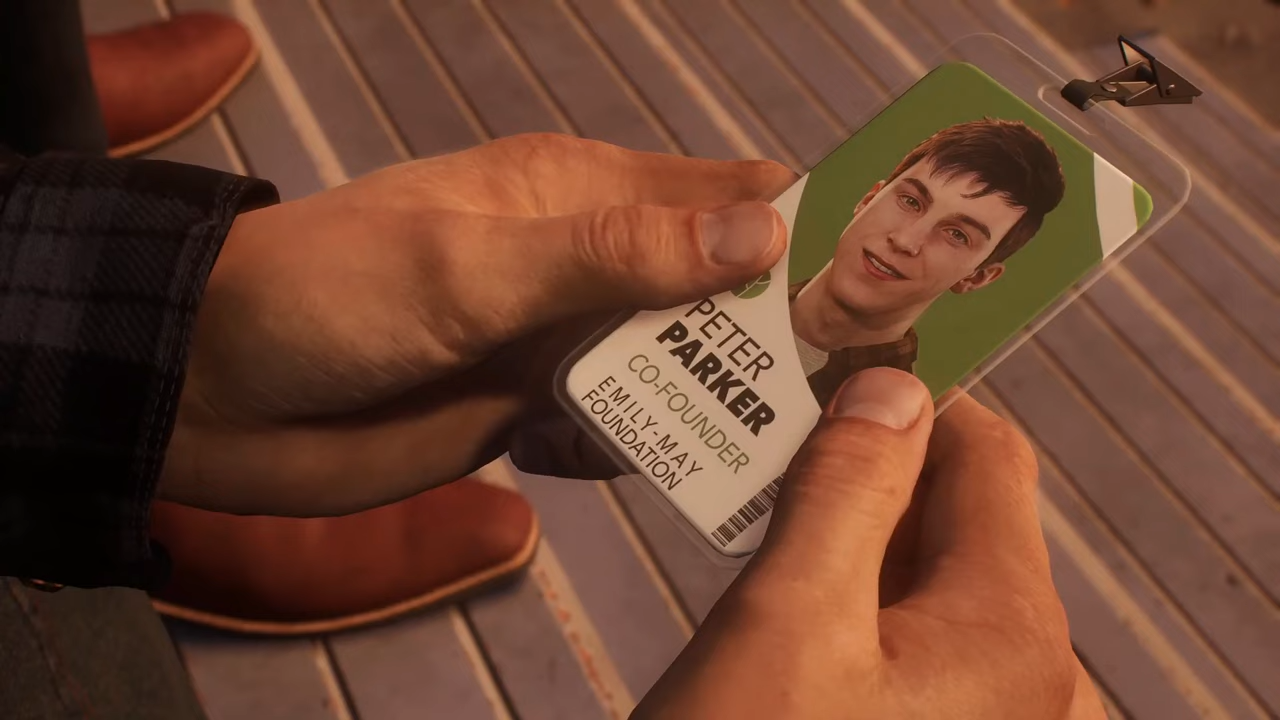 PETER
PARKER
CO-FOUNDER
EMILY-MAY
FOUNDATION